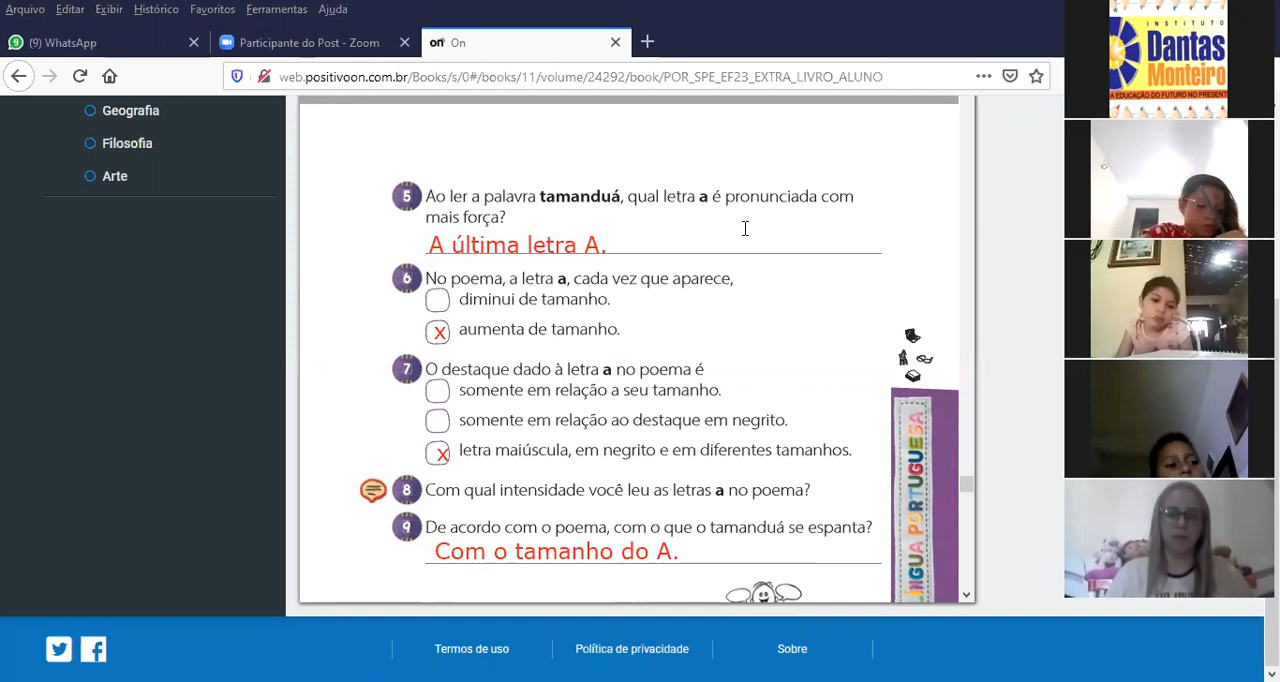 Arquivo Editar Exibir Histórico Favoritos Ferramentas Ajuda
(9) WhatsApp
Participante do Post - Zoom
on On
web.positivoon.com.br/Books/s/0#/books/11/volume/24292/book/POR_SPE_EF23_EXTRA_LIVRO_ALUNO
Geografia
Filosofia
Arte
5 Ao ler a palavra tamanduá, qual letra a é pronunciada com
mais força?
A última letra A.
6 No poema, a letra a, cada vez que aparece,
diminui de tamanho.
x aumenta de tamanho.
7 O destaque dado à letra a no poema é
somente em relação a seu tamanho.
somente em relação ao destaque em negrito.
x letra maiúscula, em negrito e em diferentes tamanhos.
8 Com qual intensidade você leu as letras a no poema?
9 De acordo com o poema, com o que o tamanduá se espanta?
Com o tamanho do A.
LÍNGUA PORTUGUESA
Termos de uso
Política de privacidade
Sobre
INSTITUTO
Dantas
Monteiro
A EDUCAÇÃO DO FUTURO NO PRESENT